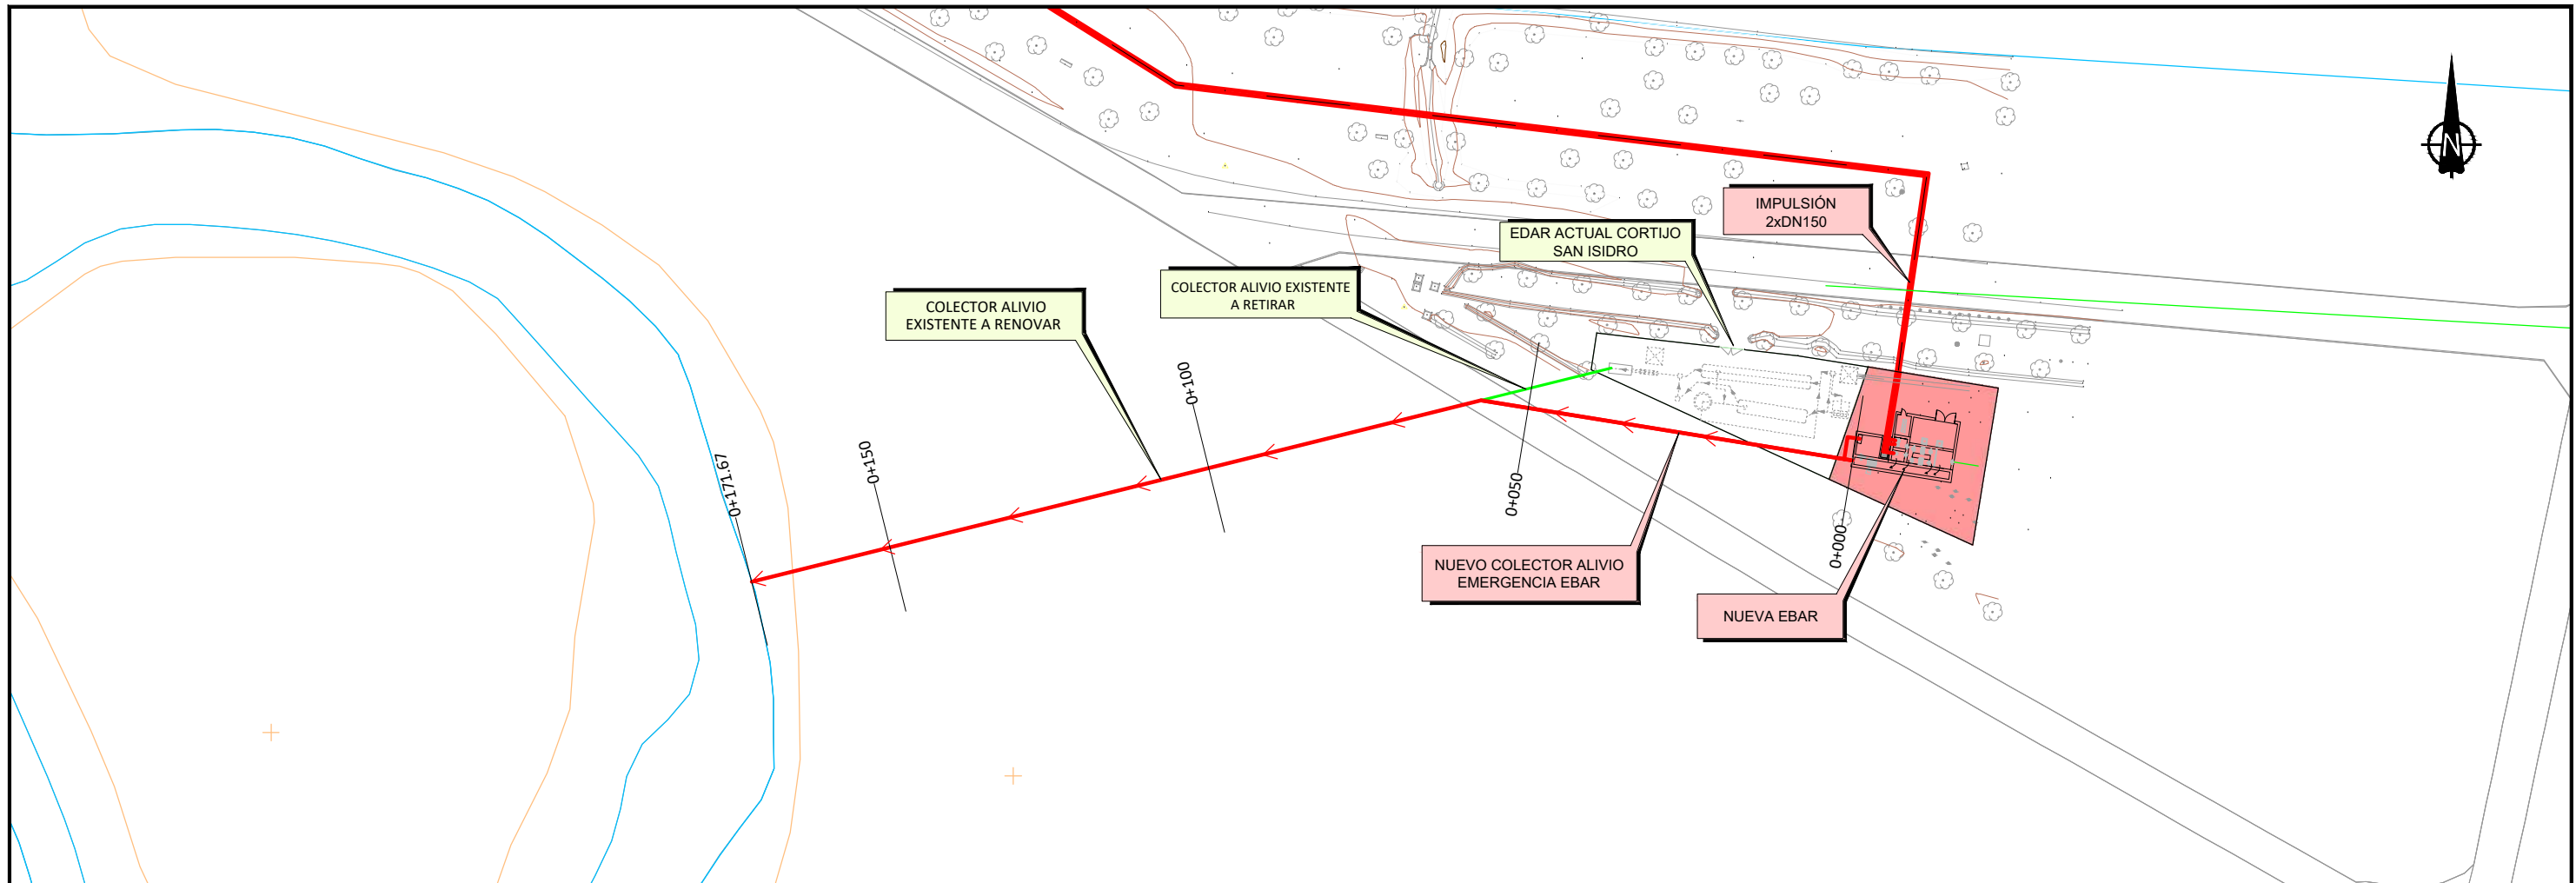 N
IMPULSIÓN
2xDN150
EDAR ACTUAL CORTIJO
SAN ISIDRO
COLECTOR ALIVIO EXISTENTE
A RETIRAR
COLECTOR ALIVIO
EXISTENTE A RENOVAR
0+100
0+150
0+171.67
0+050
0+000
NUEVO COLECTOR ALIVIO
EMERGENCIA EBAR
NUEVA EBAR